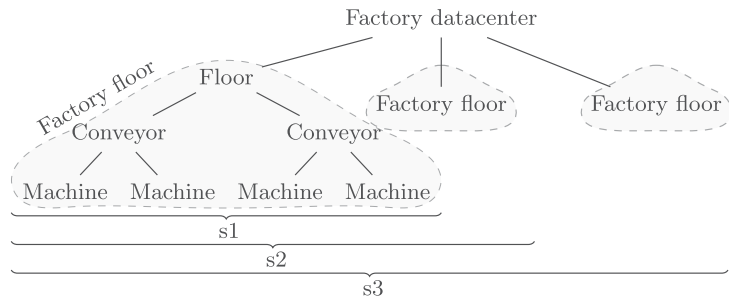 Factory datacenter
Floor
Factory floor
Factory floor
Factory floor
Conveyor
Conveyor
Machine
Machine
Machine
Machine
s1
s2
s3